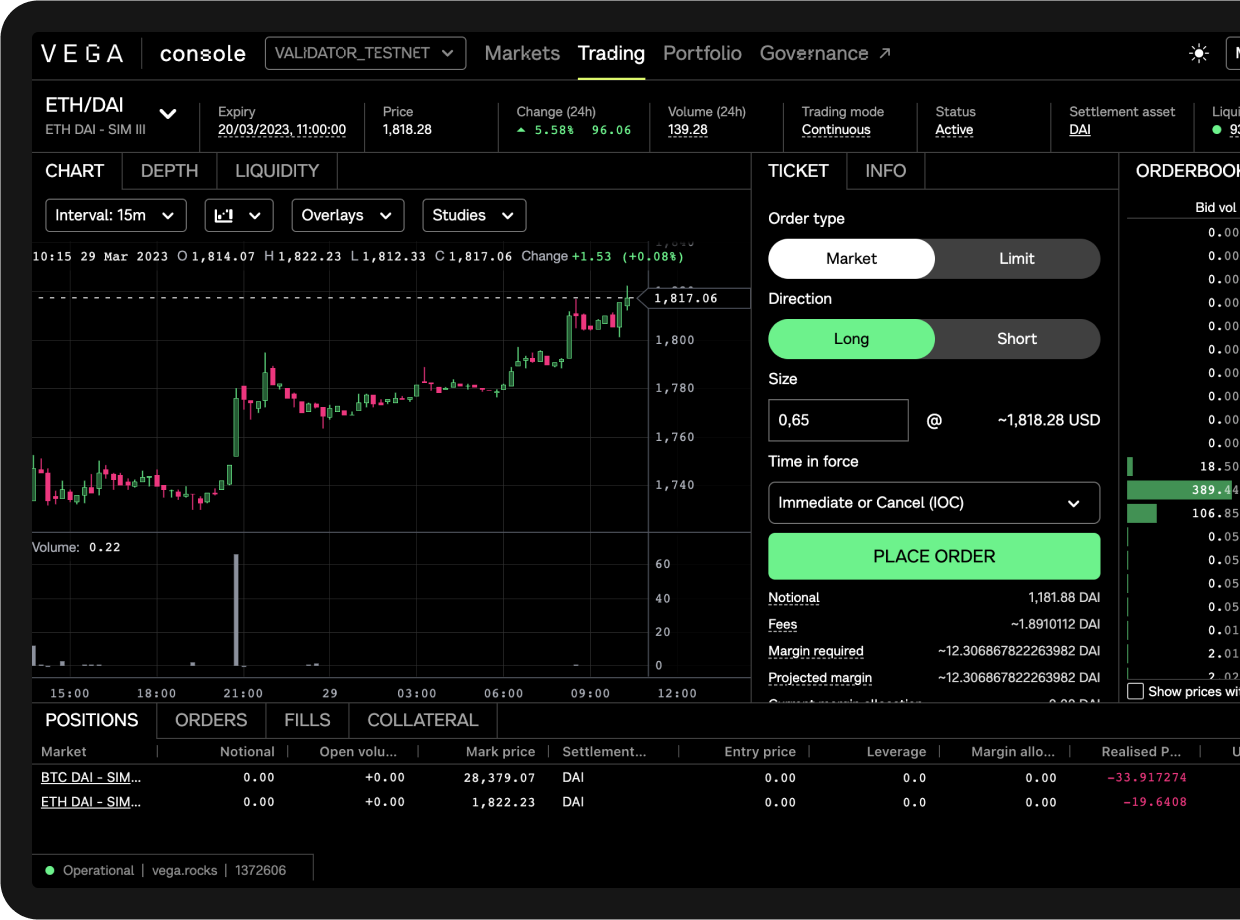 VEGA console VALIDATOR_TESTNET Markets Trading Portfolio Governance ↗
ETH/DAI
ETH DAI - SIM III
Expiry
20/03/2023, 11:00:00
Price
1,818.28
Change (24h)
5.58% 96.06
Volume (24h)
139.28
Trading mode
Continuous
Status
Active
Settlement asset
DAI
CHART DEPTH LIQUIDITY
Interval: 15m Overlays Studies
10:15 29 Mar 2023 O 1,814.07 H 1,822.23 L 1,812.33 C 1,817.06 Change +1.53 (+0.08%)
1,817.06
1,800
1,780
1,760
1,740
Volume: 0.22
60
40
20
0
15:00 18:00 21:00 29 03:00 06:00 09:00 12:00
TICKET INFO
Order type
Market Limit
Direction
Long Short
Size
0,65 @ ~1,818.28 USD
Time in force
Immediate or Cancel (IOC)
PLACE ORDER
Notional 1,181.88 DAI
Fees ~1.8910112 DAI
Margin required ~12.306867822263982 DAI
Projected margin ~12.306867822263982 DAI
ORDERBOOK
Bid vol
0.00
0.00
0.00
0.00
0.00
0.00
0.00
0.00
0.00
0.00
18.50
389.44
106.85
0.05
0.05
0.05
0.05
0.01
2.01
Show prices
POSITIONS ORDERS FILLS COLLATERAL
Market Notional Open volu... Mark price Settlement... Entry price Leverage Margin allo... Realised P...
BTC DAI - SIM... 0.00 +0.00 28,379.07 DAI 0.00 0.0 0.00 -33.917274
ETH DAI - SIM... 0.00 +0.00 1,822.23 DAI 0.00 0.0 0.00 -19.6408
Operational | vega.rocks | 1372606